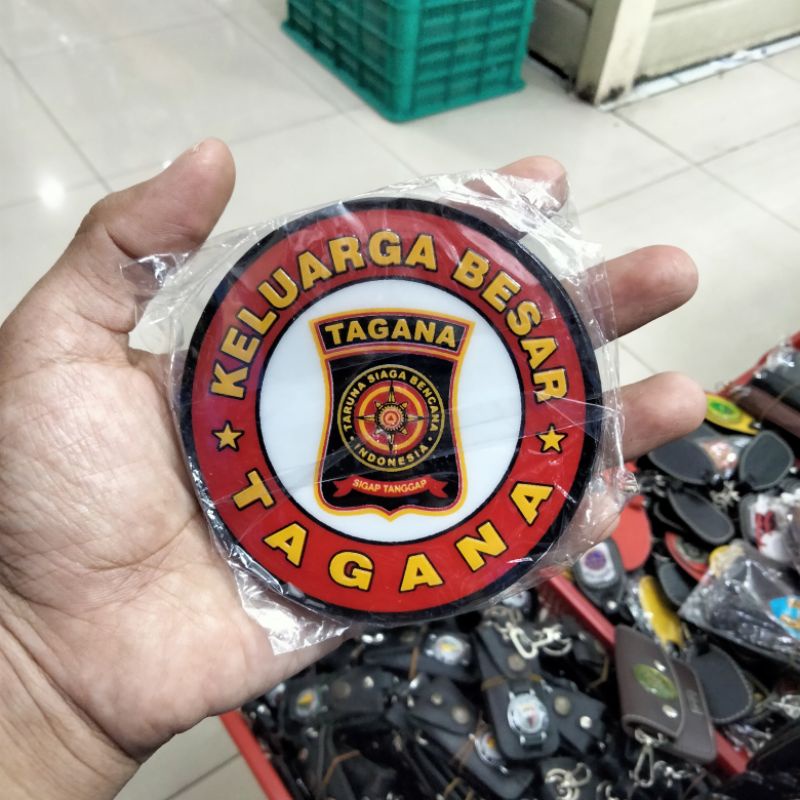 KELUARGA BESAR
TAGANA
TARUNA SIAGA BENCANA
INDONESIA
SIGAP TANGGAP
TAGANA